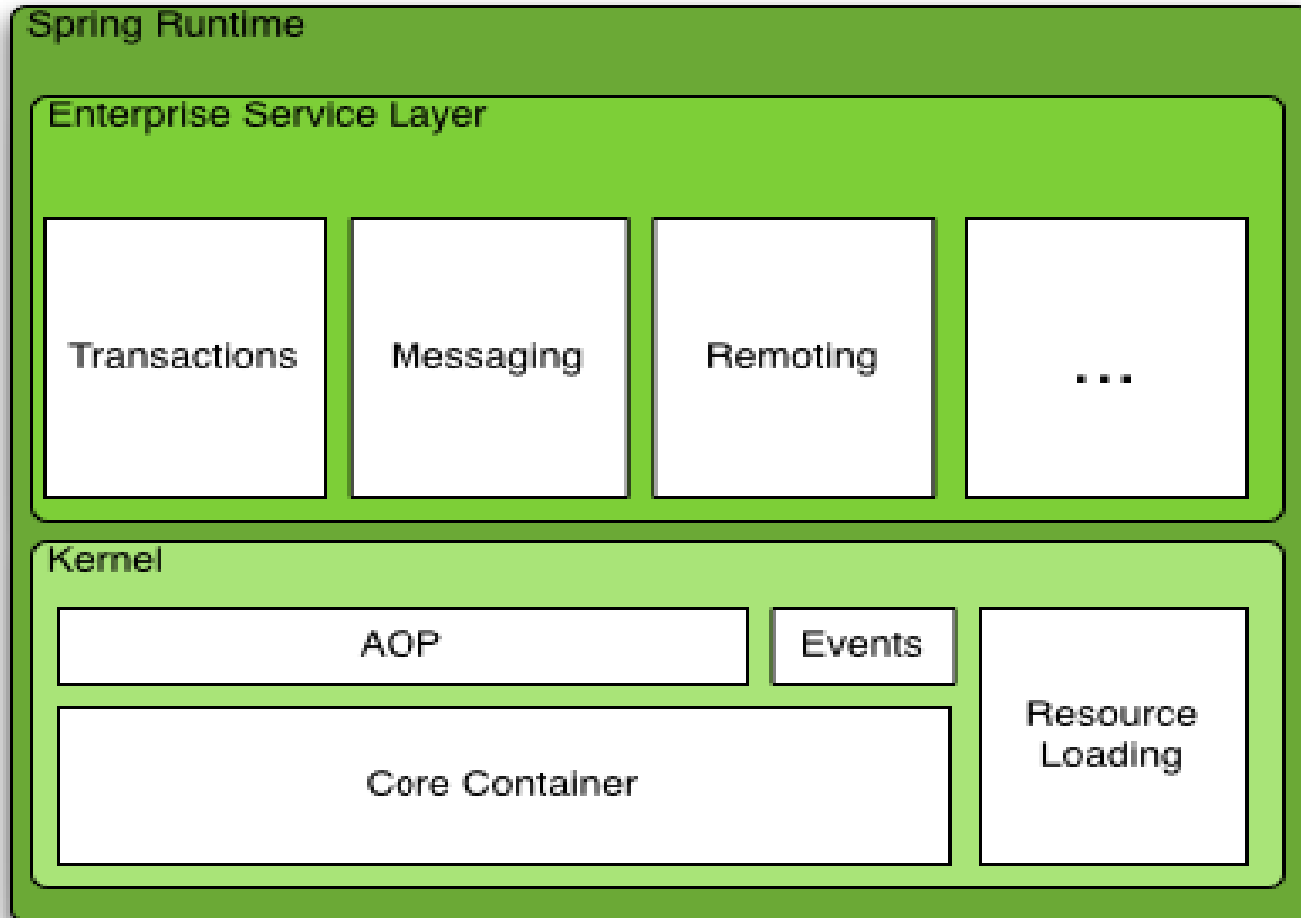 Spring Runtime
Enterprise Service Layer
Transactions
Messaging
Remoting
...
Kernel
AOP
Events
Resource
Loading
Core Container